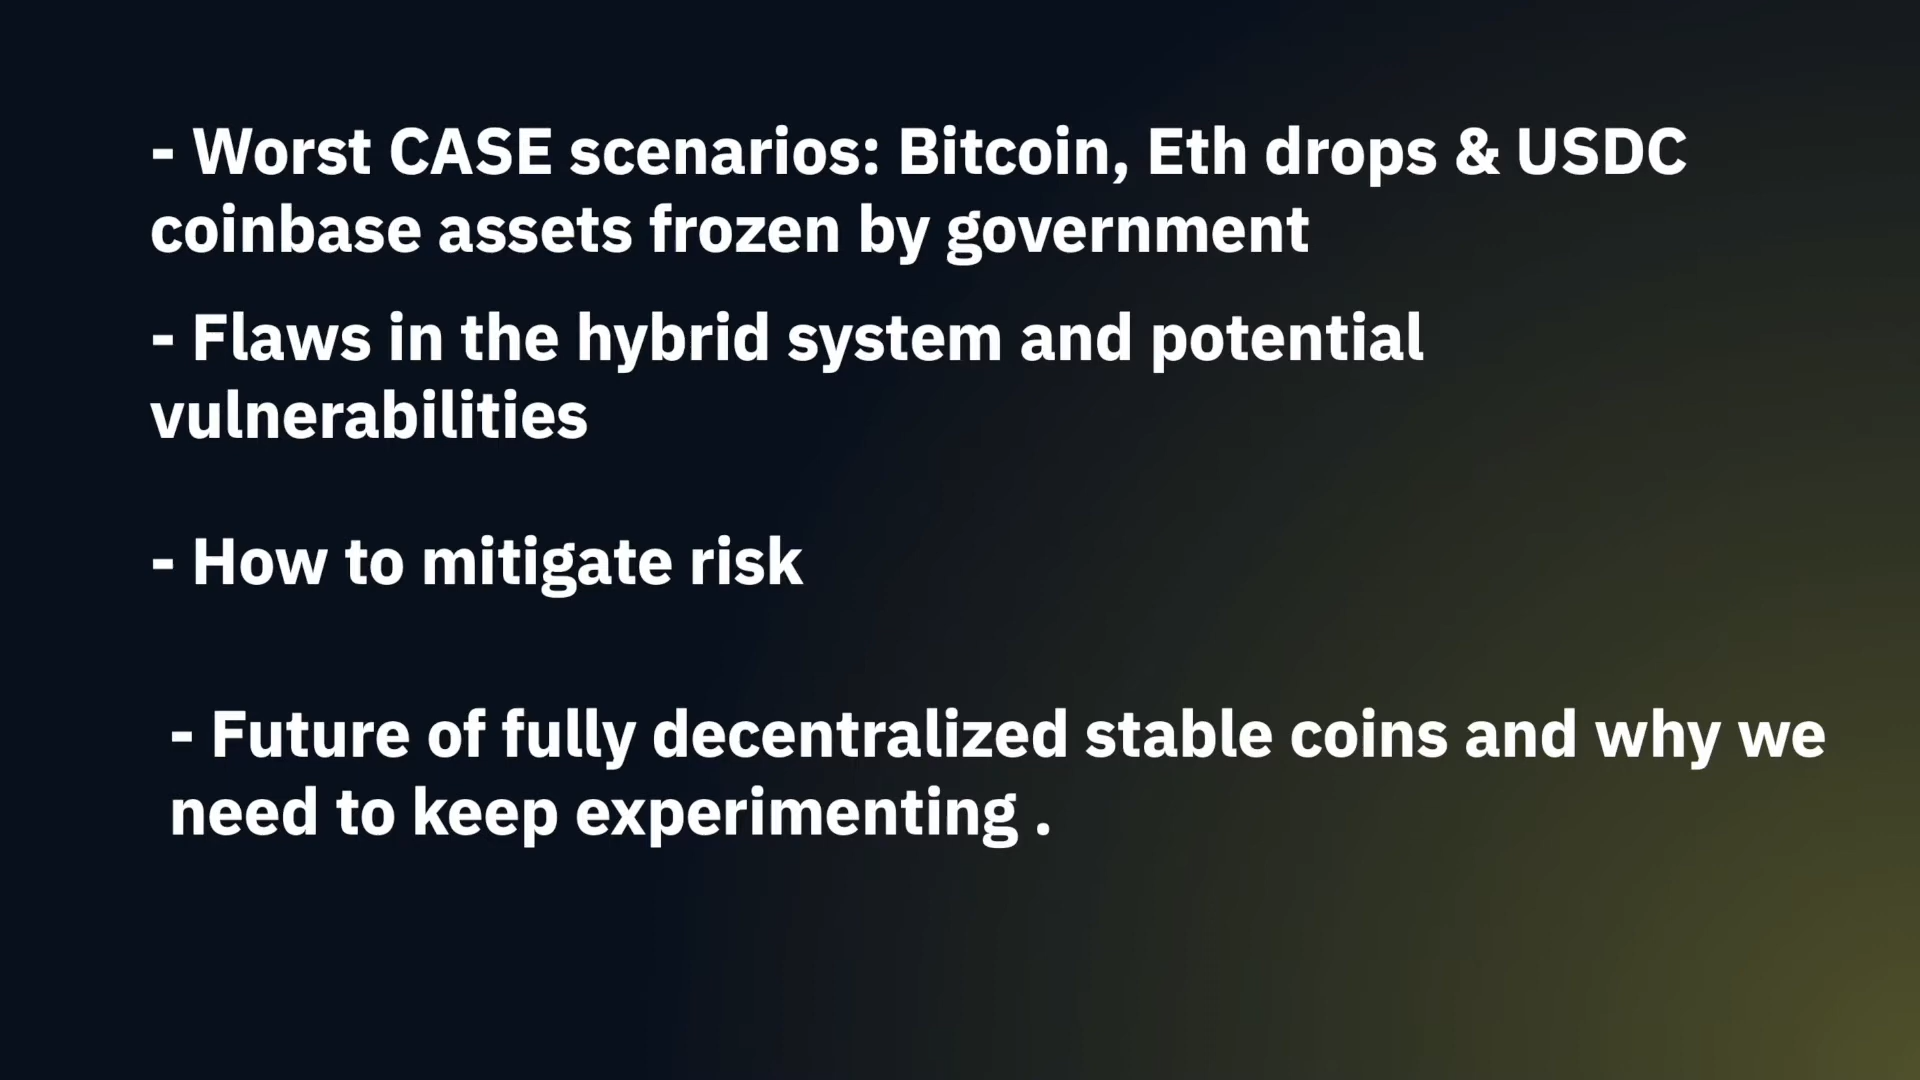 - Worst CASE scenarios: Bitcoin, Eth drops & USDC
coinbase assets frozen by government
- Flaws in the hybrid system and potential
vulnerabilities
- How to mitigate risk
- Future of fully decentralized stable coins and why we
need to keep experimenting .